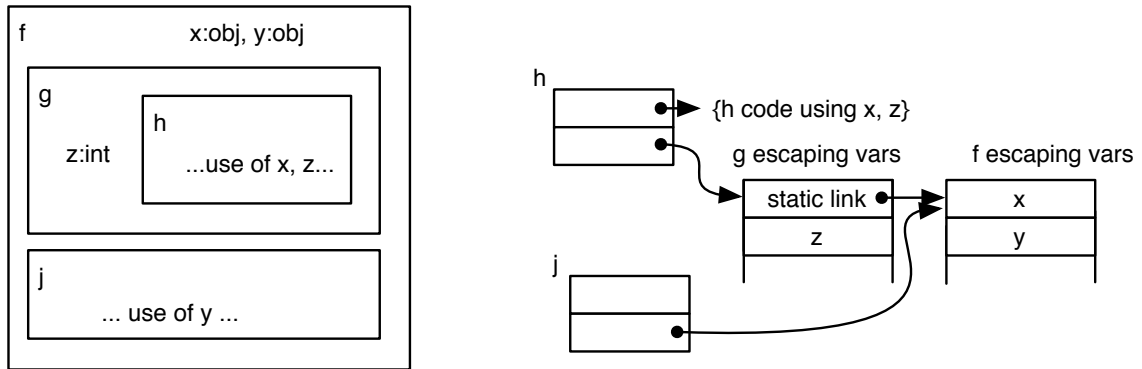 f
x:obj, y:obj
g
z:int
h
...use of x, z...
j
... use of y ...
h
{h code using x, z}
g escaping vars
f escaping vars
static link
x
z
y
j